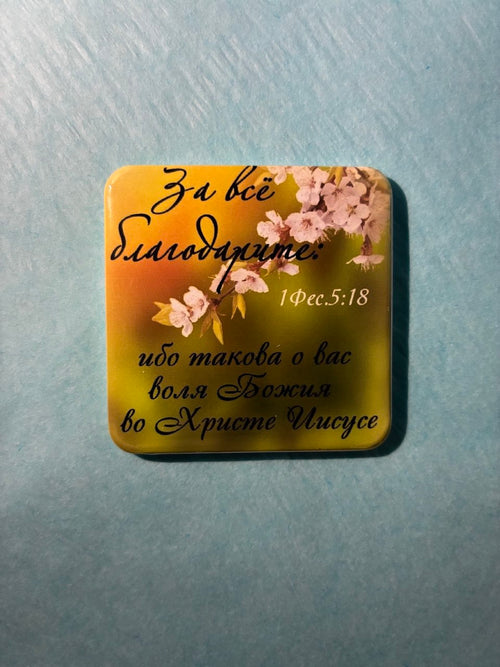 За всё
благодарите:
1Фес.5:18
ибо такова о вас
воля Божия
во Христе Иисусе